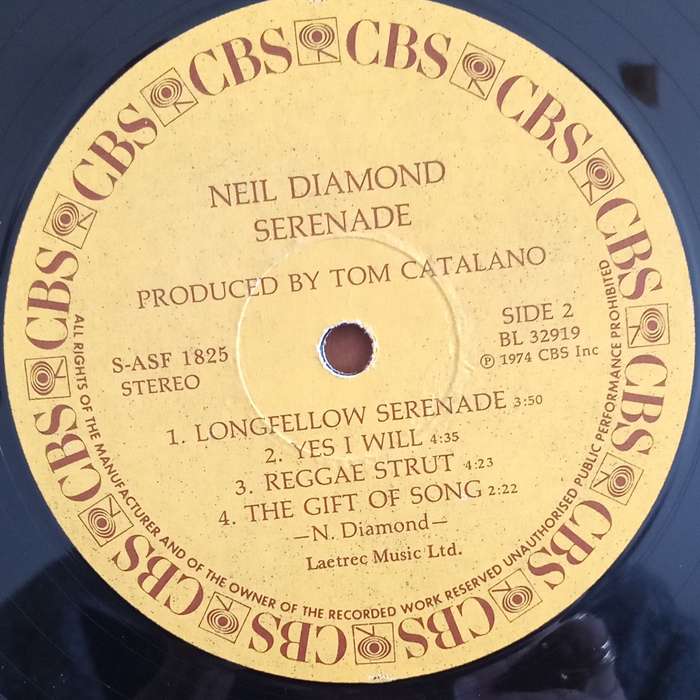 CBS CBS CBS CBS CBS CBS CBS CBS CBS CBS CBS CBS CBS
NEIL DIAMOND
SERENADE
PRODUCED BY TOM CATALANO
S-ASF 1825
STEREO
SIDE 2
BL 32919
Ⓟ 1974 CBS Inc
1. LONGFELLOW SERENADE 3:50
2. YES I WILL 4:35
3. REGGAE STRUT 4:23
4. THE GIFT OF SONG 2:22
—N. Diamond—
Laetrec Music Ltd.
ALL RIGHTS OF THE MANUFACTURER AND OF THE OWNER OF THE RECORDED WORK RESERVED UNAUTHORISED PUBLIC PERFORMANCE PROHIBITED